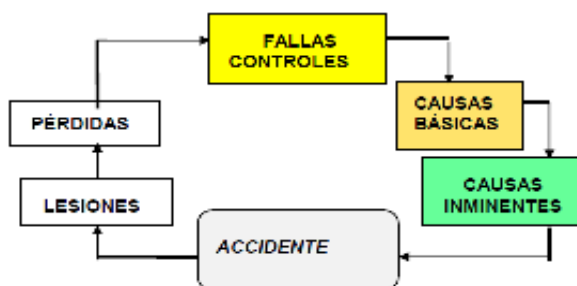 FALLAS
CONTROLES
CAUSAS
BÁSICAS
CAUSAS
INMINENTES
ACCIDENTE
LESIONES
PÉRDIDAS